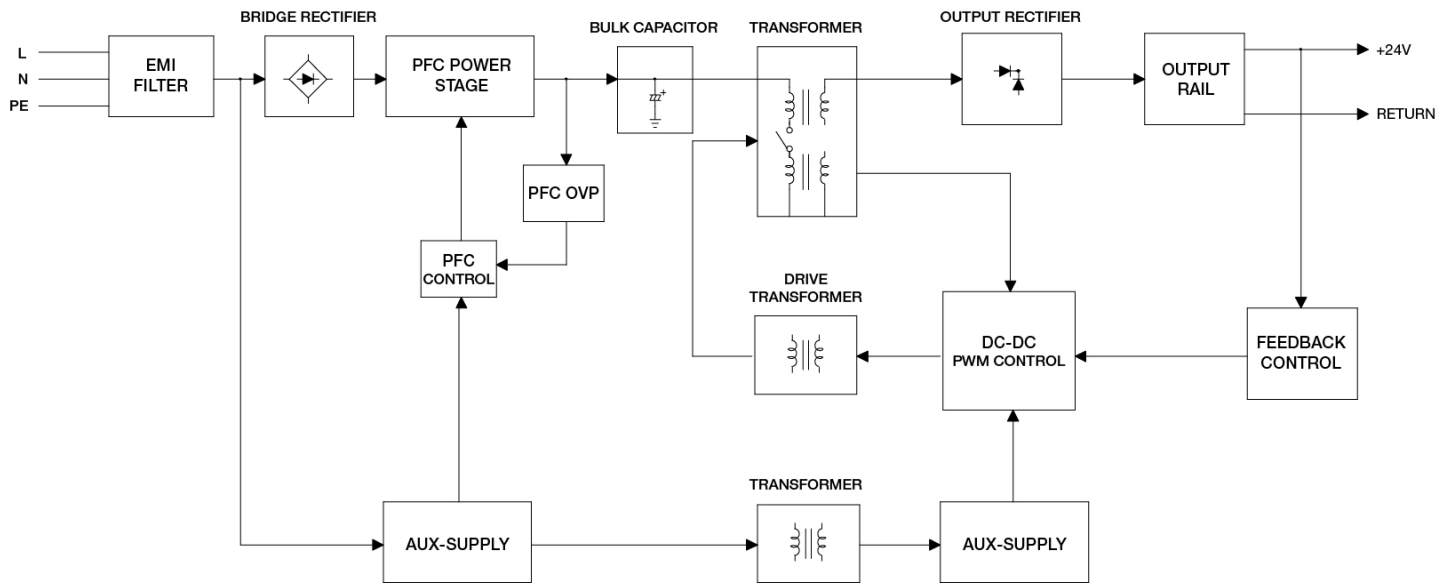 BRIDGE RECTIFIER
BULK CAPACITOR
TRANSFORMER
OUTPUT RECTIFIER
L
N
PE
EMI
FILTER
PFC POWER
STAGE
+
OUTPUT
RAIL
+24V
RETURN
PFC OVP
PFC
CONTROL
DRIVE
TRANSFORMER
DC-DC
PWM CONTROL
FEEDBACK
CONTROL
TRANSFORMER
AUX-SUPPLY
AUX-SUPPLY